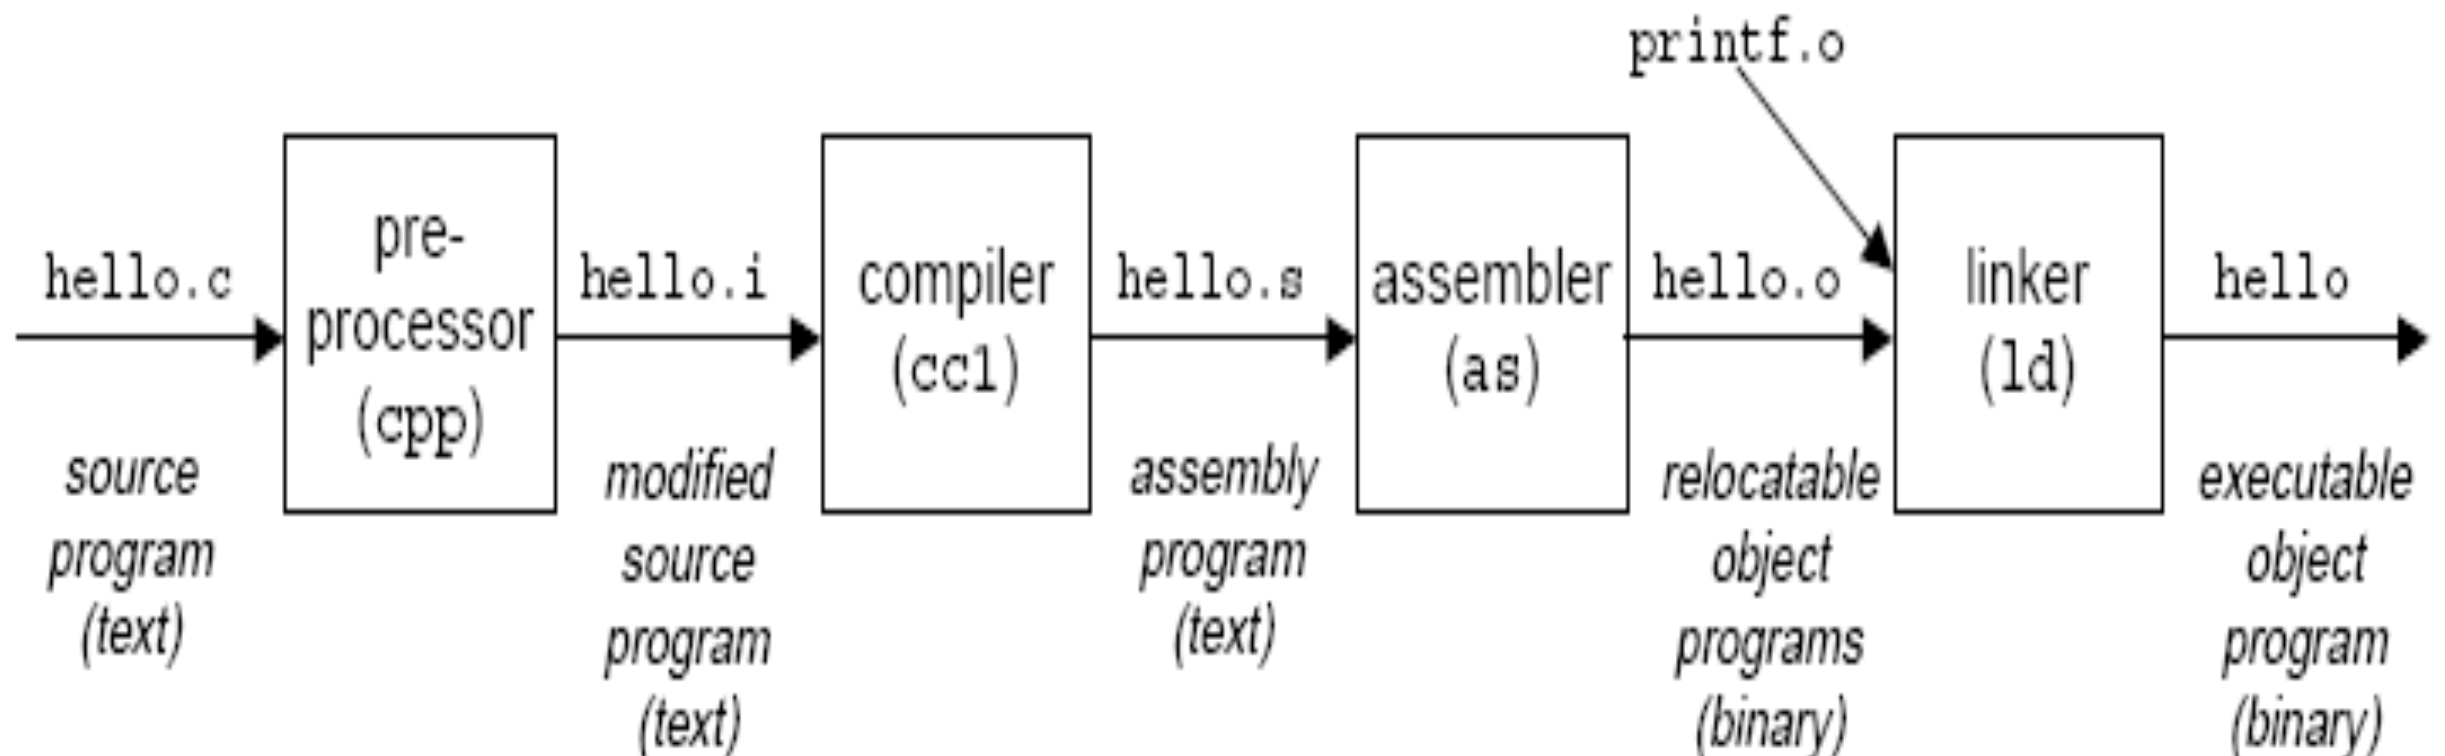 printf.o
hello.c
pre-
processor
(cpp)
hello.i
compiler
(cc1)
hello.s
assembler
(as)
hello.o
linker
(ld)
hello
source
program
(text)
modified
source
program
(text)
assembly
program
(text)
relocatable
object
programs
(binary)
executable
object
program
(binary)